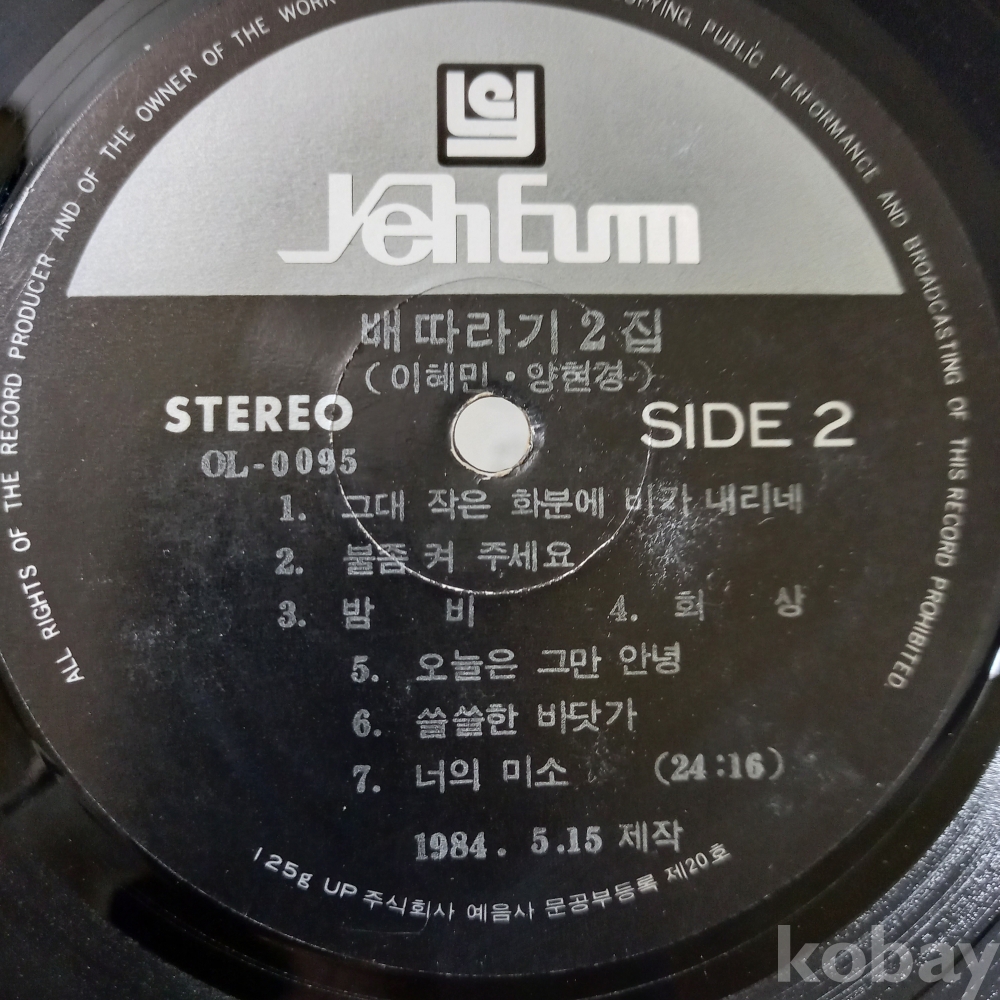 ALL RIGHTS OF THE RECORD PRODUCER AND OF THE OWNER OF THE WORK
OPYING, PUBLIC PERFORMANCE AND BROADCASTING OF THIS RECORD PROHIBITED.
YehEum
배따라기 2집
(이혜민·양현경)
STEREO
SIDE 2
OL-0095
1. 그대 작은 화분에 비가 내리네
2. 불좀 켜 주세요
3. 밤 비 4. 회 상
5. 오늘은 그만 안녕
6. 쓸쓸한 바닷가
7. 너의 미소 (24:16)
1984. 5.15 제작
125g UP 주식회사 예음사 문공부등록 제20호
kobay